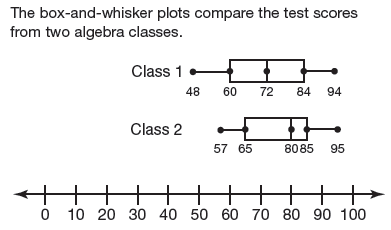 The box-and-whisker plots compare the test scores
from two algebra classes.
Class 1
48 60 72 84 94
Class 2
57 65 80 85 95
0 10 20 30 40 50 60 70 80 90 100